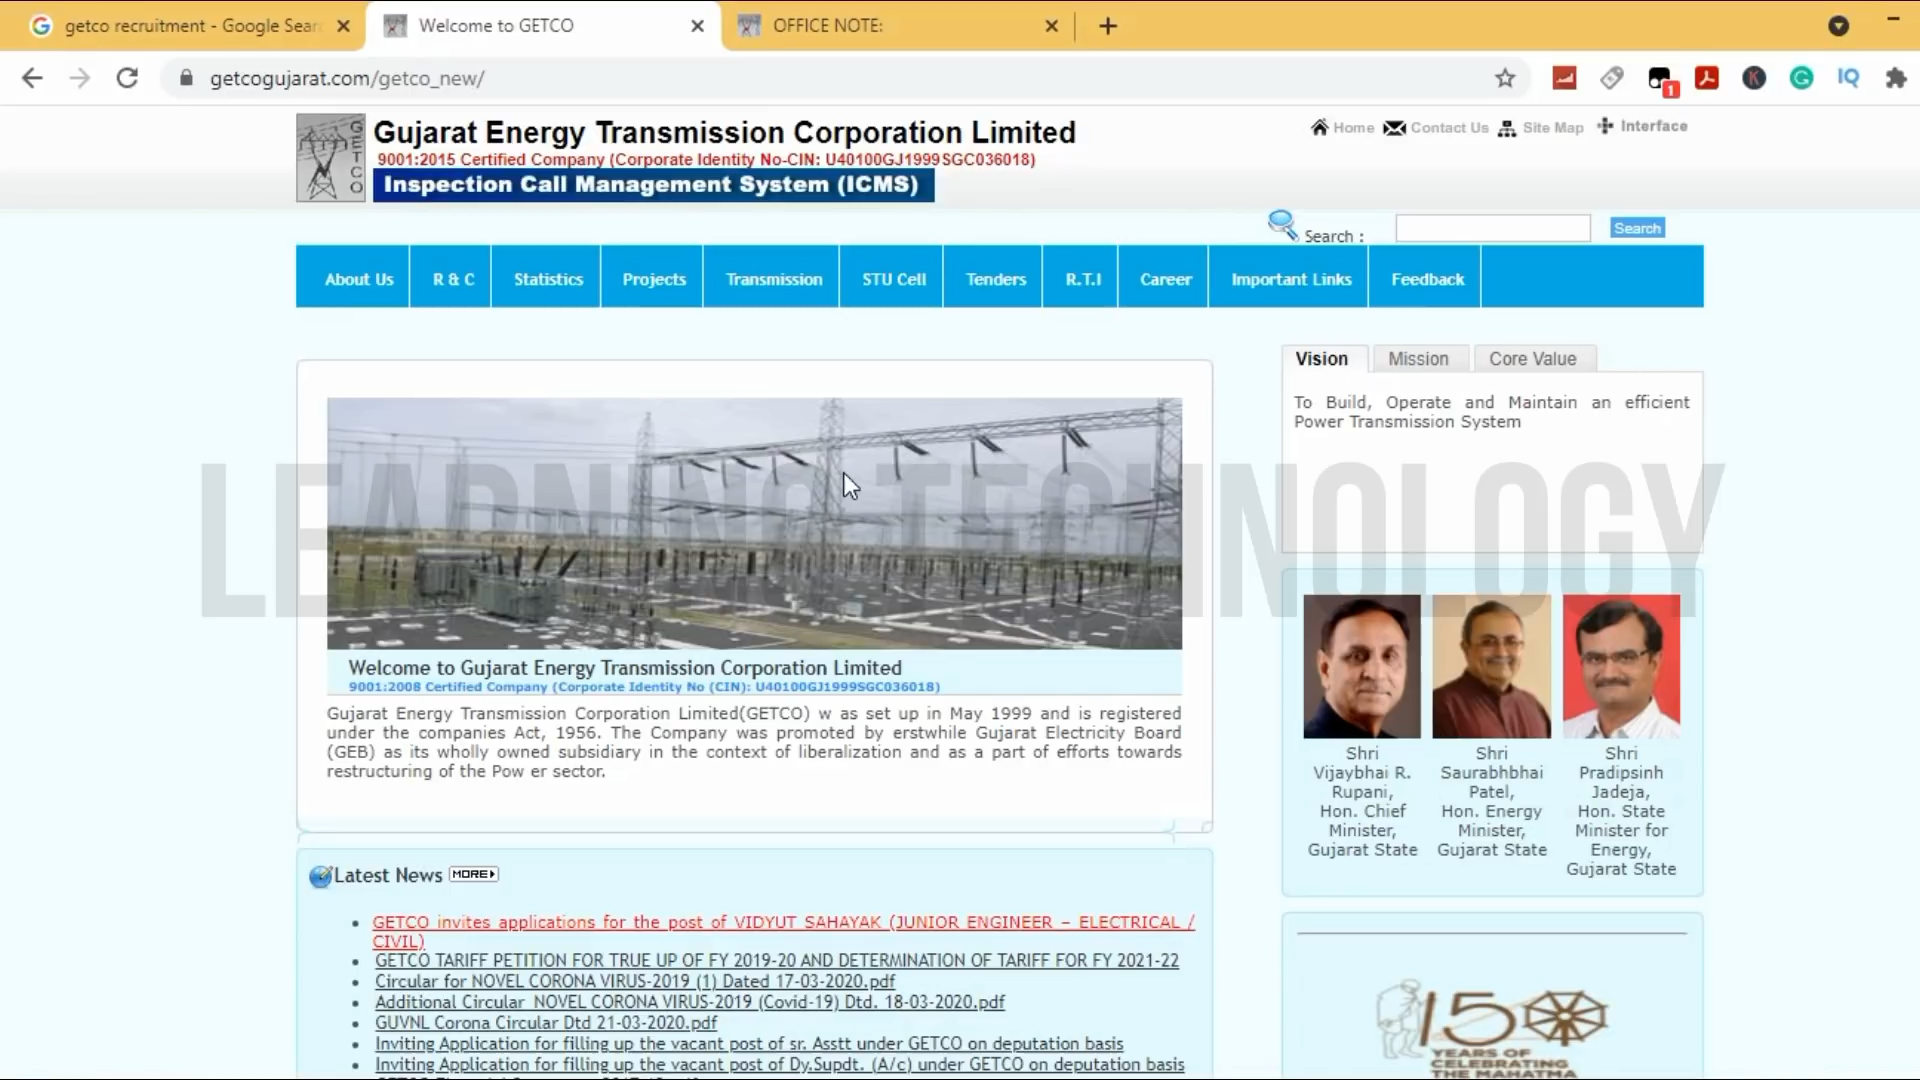 getco recruitment - Google Sear
Welcome to GETCO
OFFICE NOTE:
getcogujarat.com/getco_new/
1
K
G
IQ
GETCO
Gujarat Energy Transmission Corporation Limited
9001:2015 Certified Company (Corporate Identity No-CIN: U40100GJ1999SGC036018)
Inspection Call Management System (ICMS)
Home
Contact Us
Site Map
Interface
Search :
Search
About Us
R & C
Statistics
Projects
Transmission
STU Cell
Tenders
R.T.I
Career
Important Links
Feedback
Vision
Mission
Core Value
To Build, Operate and Maintain an efficient
Power Transmission System
LEARNING TECHNOLOGY
Welcome to Gujarat Energy Transmission Corporation Limited
9001:2008 Certified Company (Corporate Identity No (CIN): U40100GJ1999SGC036018)
Gujarat Energy Transmission Corporation Limited(GETCO) w as set up in May 1999 and is registered
under the companies Act, 1956. The Company was promoted by erstwhile Gujarat Electricity Board
(GEB) as its wholly owned subsidiary in the context of liberalization and as a part of efforts towards
restructuring of the Pow er sector.
Shri
Vijaybhai R.
Rupani,
Hon. Chief
Minister,
Gujarat State
Shri
Saurabhbhai
Patel,
Hon. Energy
Minister,
Gujarat State
Shri
Pradipsinh
Jadeja,
Hon. State
Minister for
Energy,
Gujarat State
Latest News
MORE
GETCO invites applications for the post of VIDYUT SAHAYAK (JUNIOR ENGINEER – ELECTRICAL /
CIVIL)
GETCO TARIFF PETITION FOR TRUE UP OF FY 2019-20 AND DETERMINATION OF TARIFF FOR FY 2021-22
Circular for NOVEL CORONA VIRUS-2019 (1) Dated 17-03-2020.pdf
Additional Circular NOVEL CORONA VIRUS-2019 (Covid-19) Dtd. 18-03-2020.pdf
GUVNL Corona Circular Dtd 21-03-2020.pdf
Inviting Application for filling up the vacant post of sr. Asstt under GETCO on deputation basis
Inviting Application for filling up the vacant post of Dy.Supdt. (A/c) under GETCO on deputation basis
150
YEARS OF
CELEBRATING
THE MAHATMA